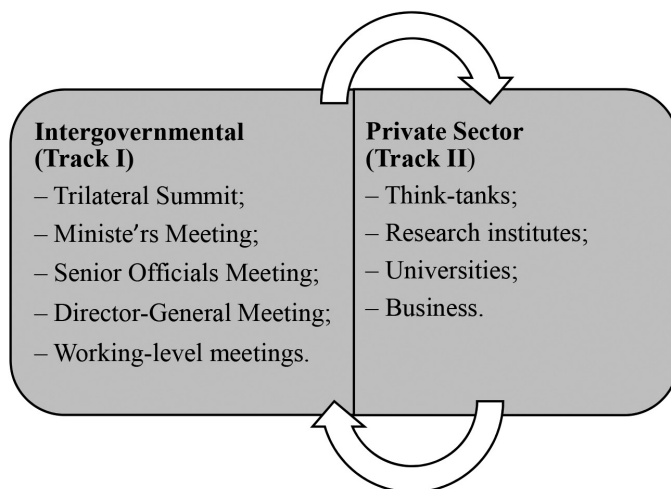 Intergovernmental
(Track I)
– Trilateral Summit;
– Ministe’rs Meeting;
– Senior Officials Meeting;
– Director-General Meeting;
– Working-level meetings.
Private Sector
(Track II)
– Think-tanks;
– Research institutes;
– Universities;
– Business.